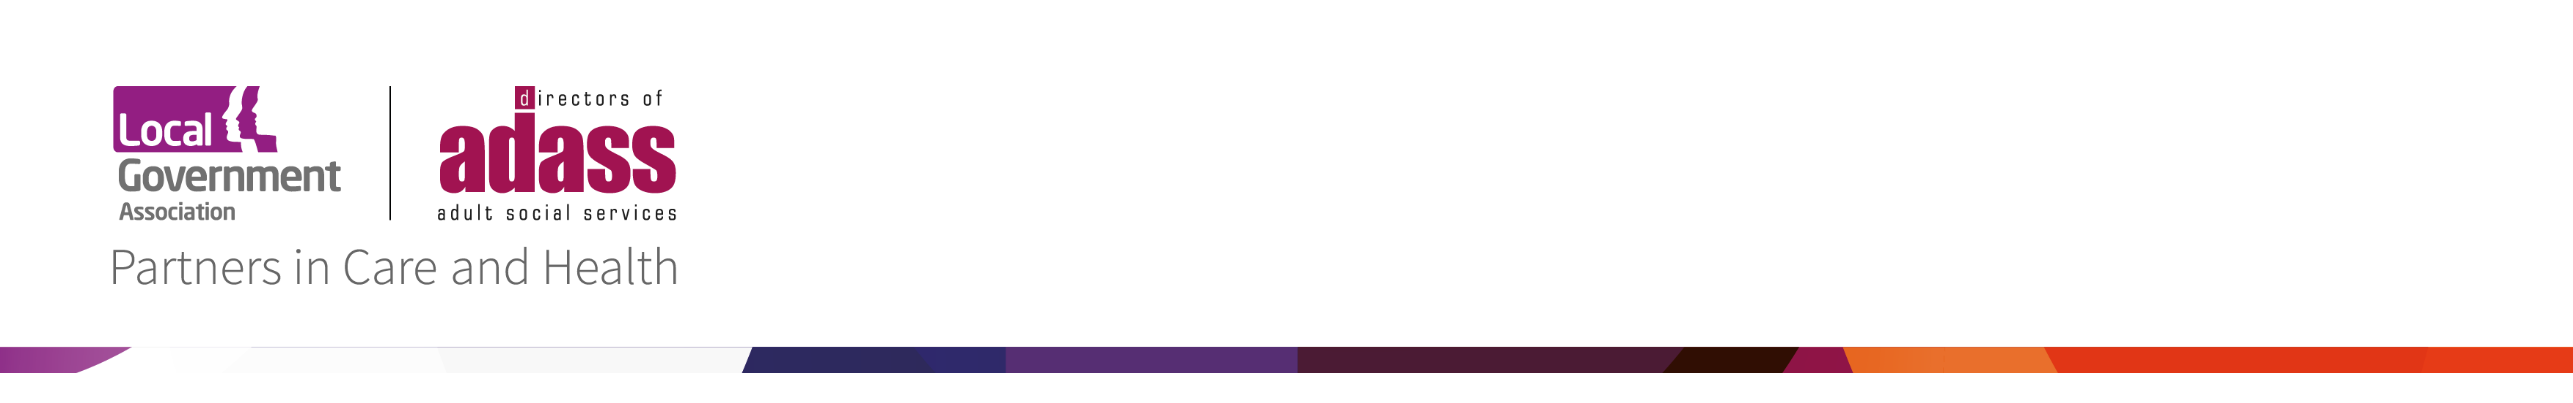 Local
Government
Association
directors of
adass
adult social services
Partners in Care and Health